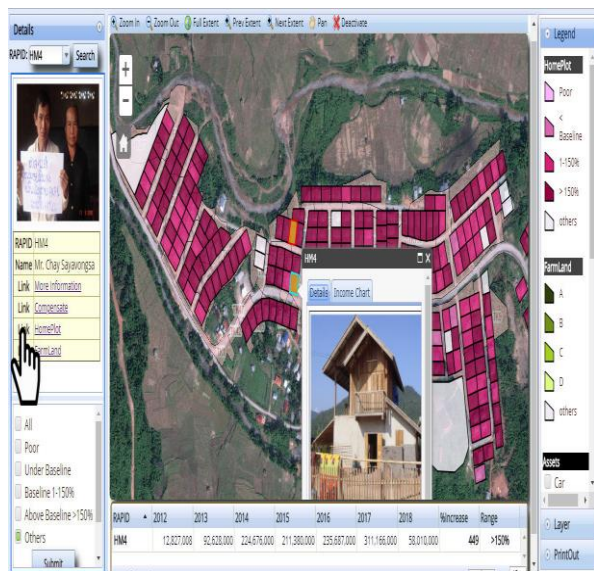 Details
RAPID: HM4 Search
RAPID HM4
Name Mr. Chay Sayavongsa
Link More Information
Link Compensate
Link HomePlot
FarmLand
All
Poor
Under Baseline
Baseline 1-150%
Above Baseline >150%
Others
Submit
Zoom In Zoom Out Full Extent Prev Extent Next Extent Pan Deactivate
+
−
HM4
Details Income Chart
RAPID 2012 2013 2014 2015 2016 2017 2018 %Increase Range
HM4 12,827,000 92,628,000 224,676,000 211,380,000 235,687,000 311,166,000 58,010,000 449 >150%
Legend
HomePlot
Poor
<
Baseline
1-150%
>150%
others
FarmLand
A
B
C
D
others
Assets
Car
Layer
PrintOut